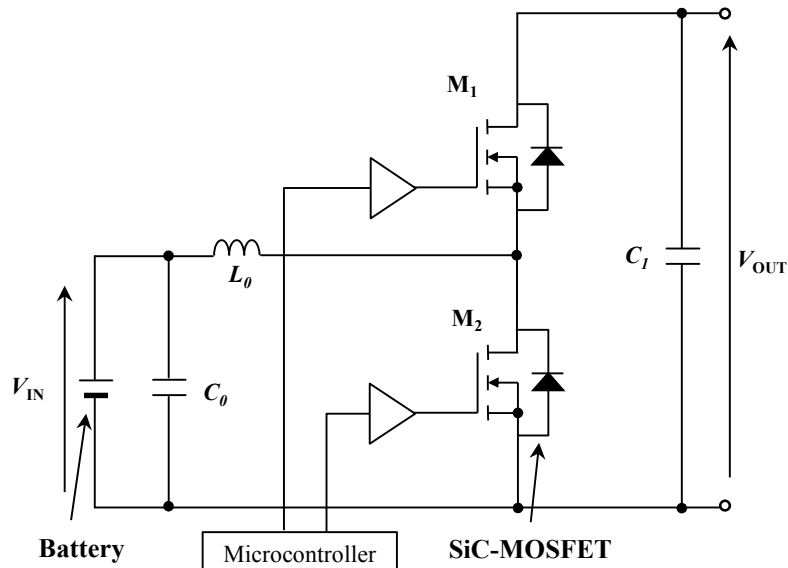 M1
L0
C1
VOUT
M2
VIN
C0
Battery
Microcontroller
SiC-MOSFET